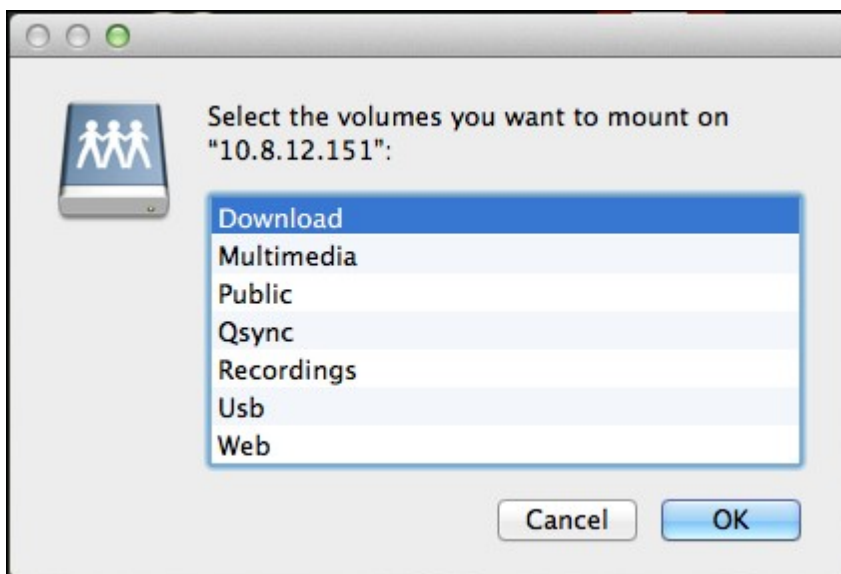 Select the volumes you want to mount on
“10.8.12.151”:
Download
Multimedia
Public
Qsync
Recordings
Usb
Web
Cancel
OK